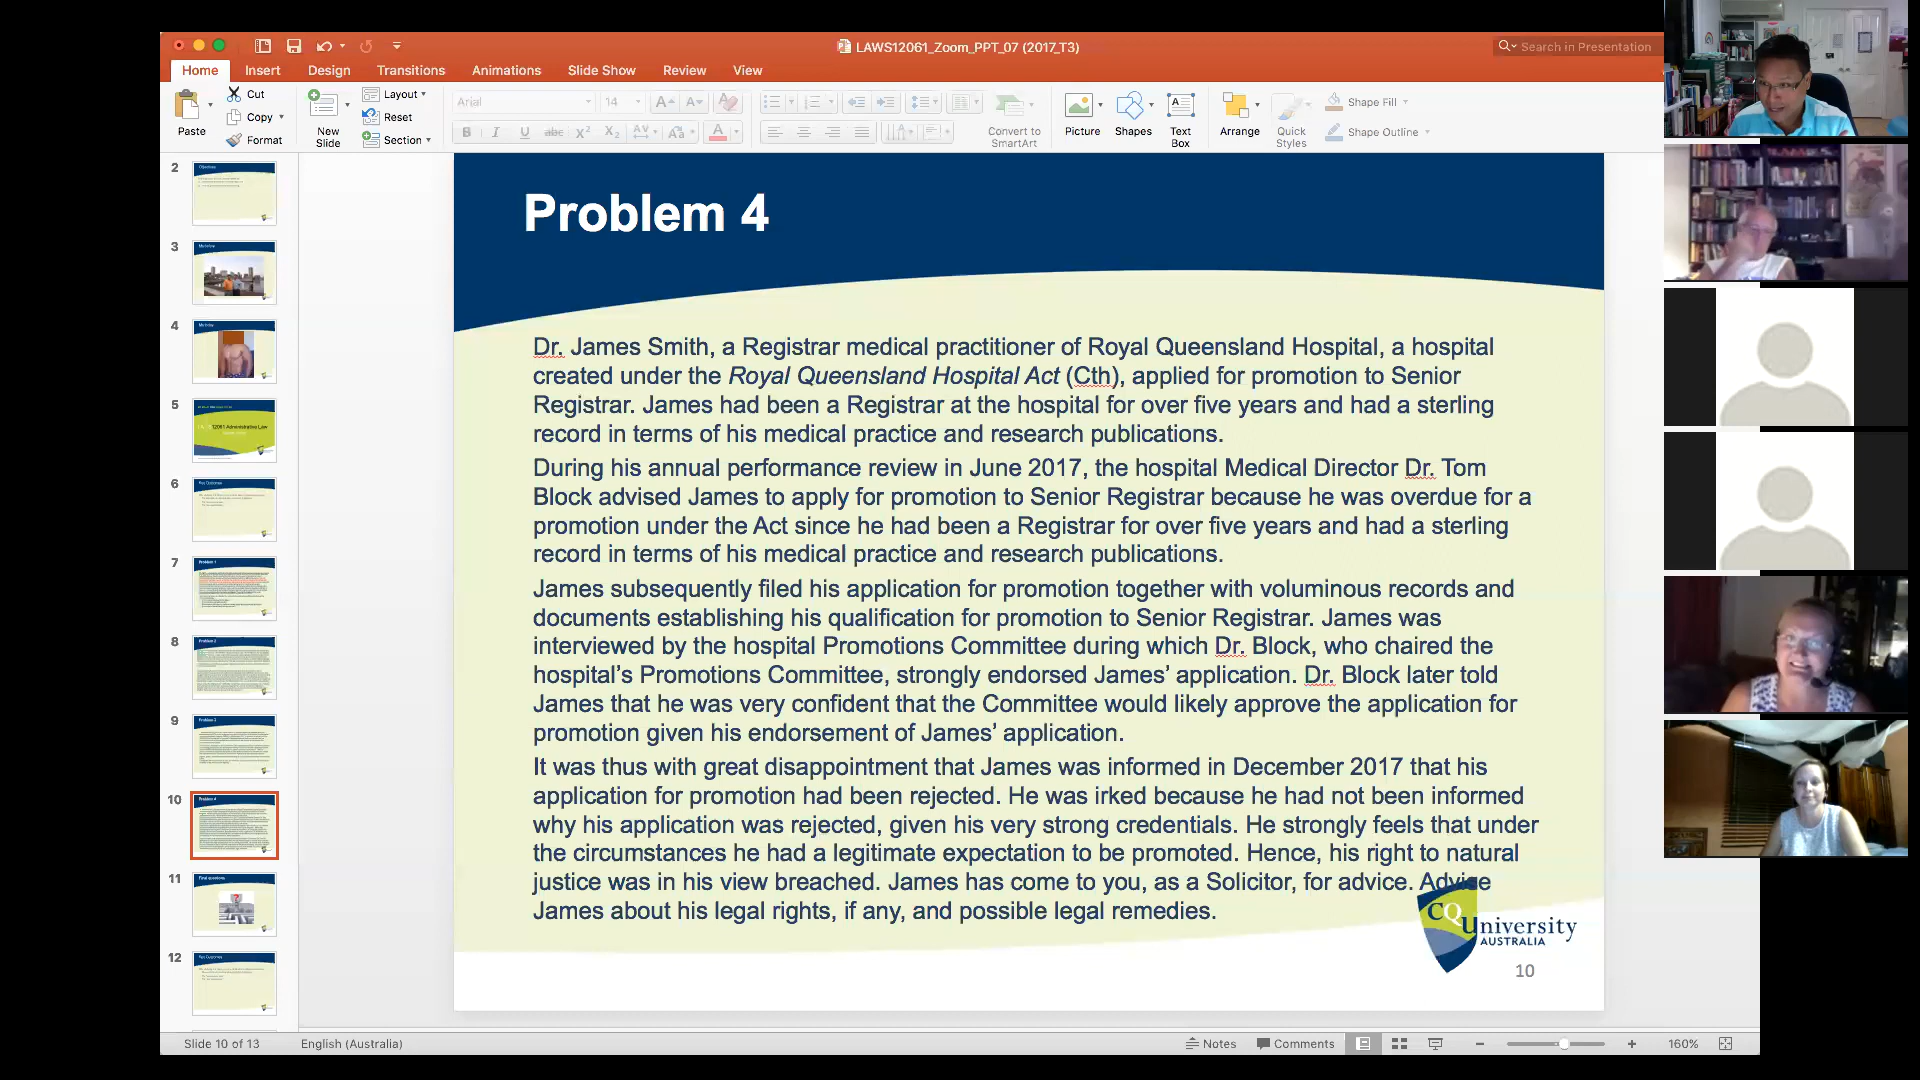 LAWS12061_Zoom_PPT_07 (2017_T3)
Search in Presentation
Home
Insert
Design
Transitions
Animations
Slide Show
Review
View
Paste
Cut
Copy
Format
New
Slide
Layout
Reset
Section
Arial
14
Convert to
SmartArt
Picture
Shapes
Text
Box
Arrange
Quick
Styles
Shape Fill
Shape Outline
2
3
4
5
6
7
8
9
10
11
12
Problem 4
Dr. James Smith, a Registrar medical practitioner of Royal Queensland Hospital, a hospital
created under the Royal Queensland Hospital Act (Cth), applied for promotion to Senior
Registrar. James had been a Registrar at the hospital for over five years and had a sterling
record in terms of his medical practice and research publications.
During his annual performance review in June 2017, the hospital Medical Director Dr. Tom
Block advised James to apply for promotion to Senior Registrar because he was overdue for a
promotion under the Act since he had been a Registrar for over five years and had a sterling
record in terms of his medical practice and research publications.
James subsequently filed his application for promotion together with voluminous records and
documents establishing his qualification for promotion to Senior Registrar. James was
interviewed by the hospital Promotions Committee during which Dr. Block, who chaired the
hospital's Promotions Committee, strongly endorsed James' application. Dr. Block later told
James that he was very confident that the Committee would likely approve the application for
promotion given his endorsement of James' application.
It was thus with great disappointment that James was informed in December 2017 that his
application for promotion had been rejected. He was irked because he had not been informed
why his application was rejected, given his very strong credentials. He strongly feels that under
the circumstances he had a legitimate expectation to be promoted. Hence, his right to natural
justice was in his view breached. James has come to you, as a Solicitor, for advice. Advise
James about his legal rights, if any, and possible legal remedies.
CQUniversity
AUSTRALIA
10
Slide 10 of 13
English (Australia)
Notes
Comments
160%